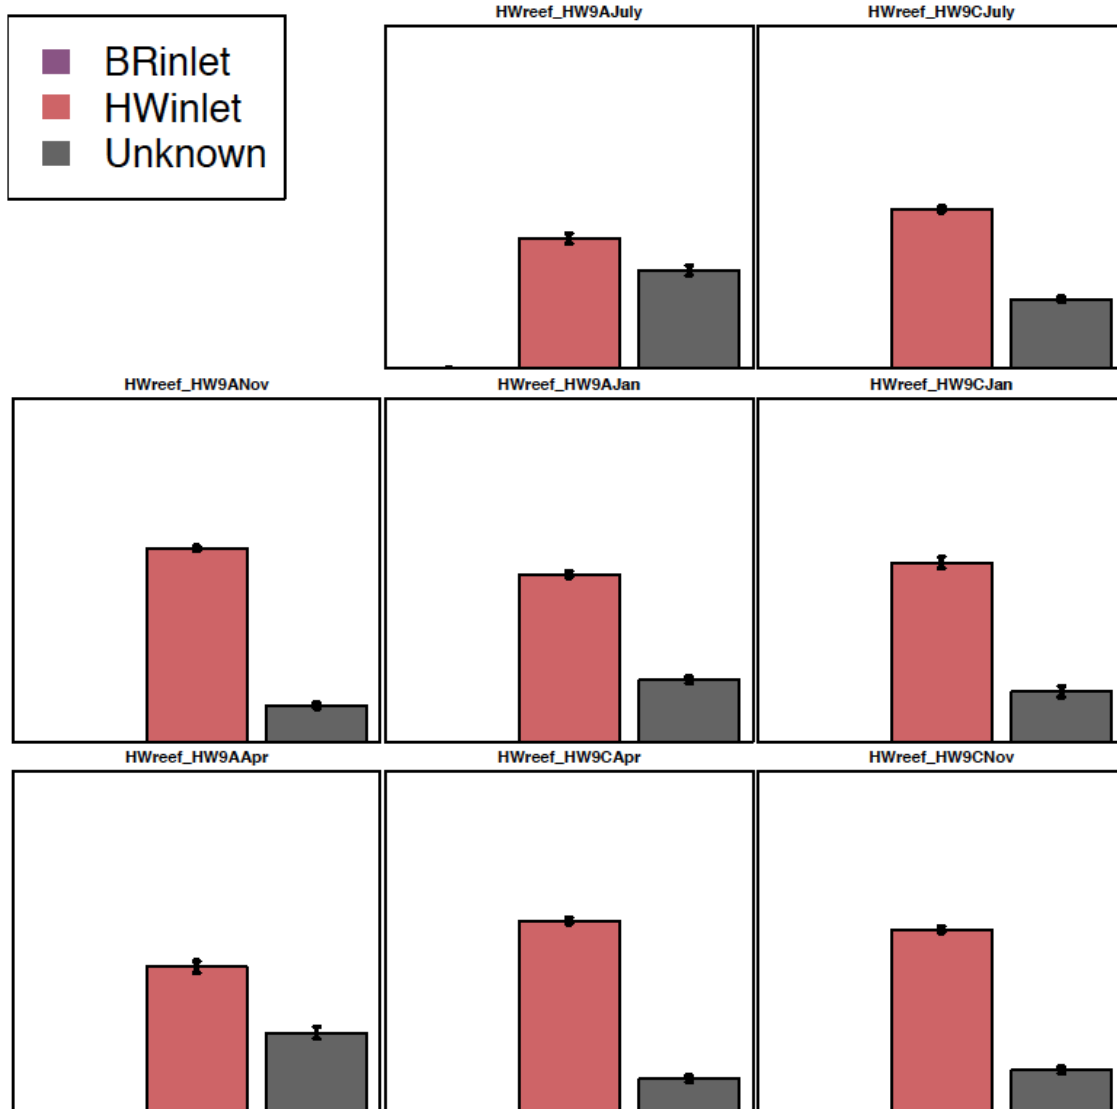 BRinlet
HWinlet
Unknown
HWreef_HW9AJuly
HWreef_HW9CJuly
HWreef_HW9ANov
HWreef_HW9AJan
HWreef_HW9CJan
HWreef_HW9AApr
HWreef_HW9CApr
HWreef_HW9CNov